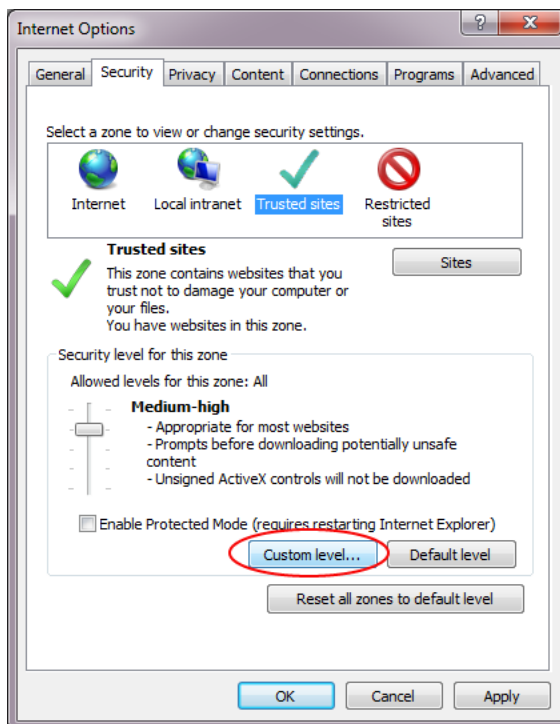 Internet Options
?
X
General Security Privacy Content Connections Programs Advanced
Select a zone to view or change security settings.
Internet Local intranet Trusted sites Restricted
sites
Trusted sites
Sites
This zone contains websites that you
trust not to damage your computer or
your files.
You have websites in this zone.
Security level for this zone
Allowed levels for this zone: All
Medium-high
- Appropriate for most websites
- Prompts before downloading potentially unsafe
content
- Unsigned ActiveX controls will not be downloaded
Enable Protected Mode (requires restarting Internet Explorer)
Custom level... Default level
Reset all zones to default level
OK Cancel Apply